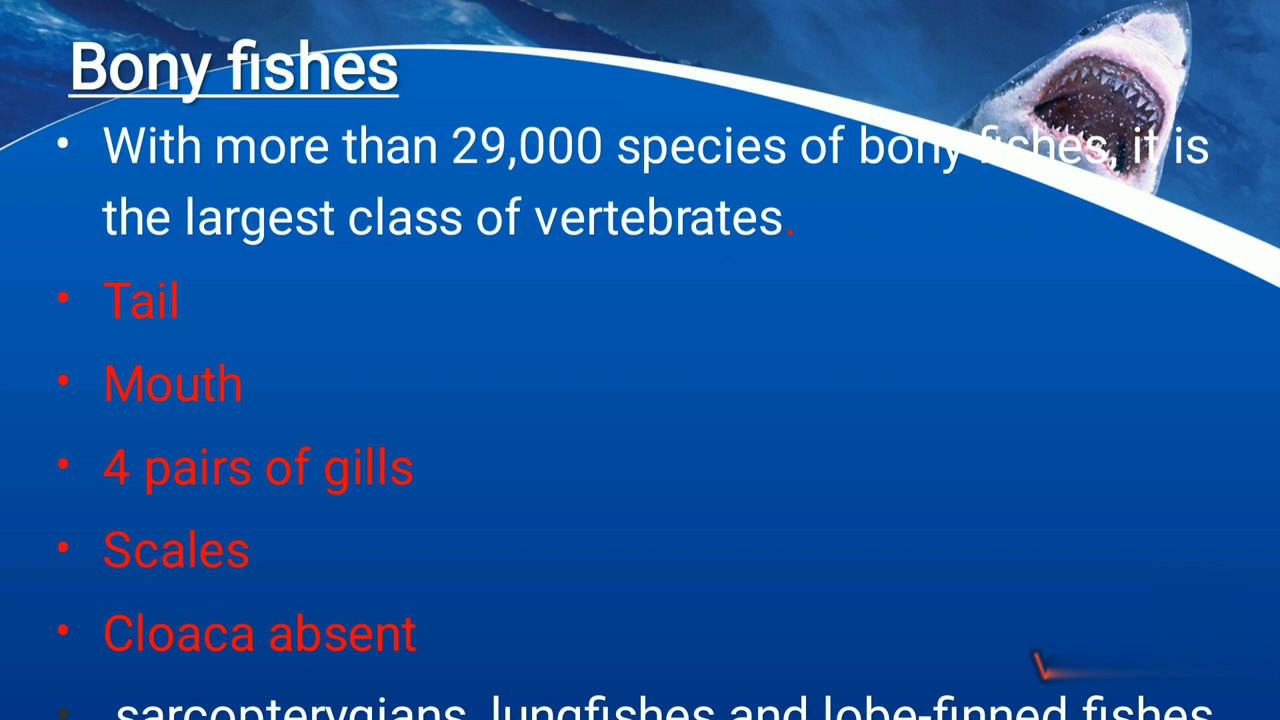 Bony fishes
• With more than 29,000 species of bony fishes, it is
the largest class of vertebrates.
• Tail
• Mouth
• 4 pairs of gills
• Scales
• Cloaca absent
• sarcopterygians, lungfishes and lobe-finned fishes